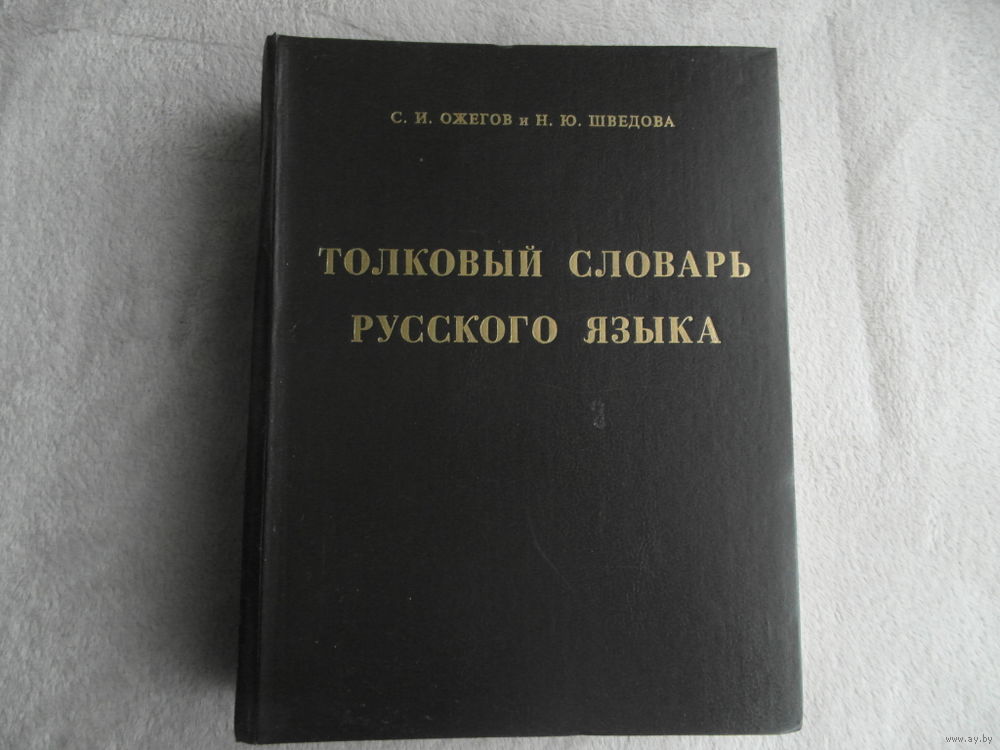 С. И. ОЖЕГОВ и Н. Ю. ШВЕДОВА
ТОЛКОВЫЙ СЛОВАРЬ
РУССКОГО ЯЗЫКА
© www.ay.by